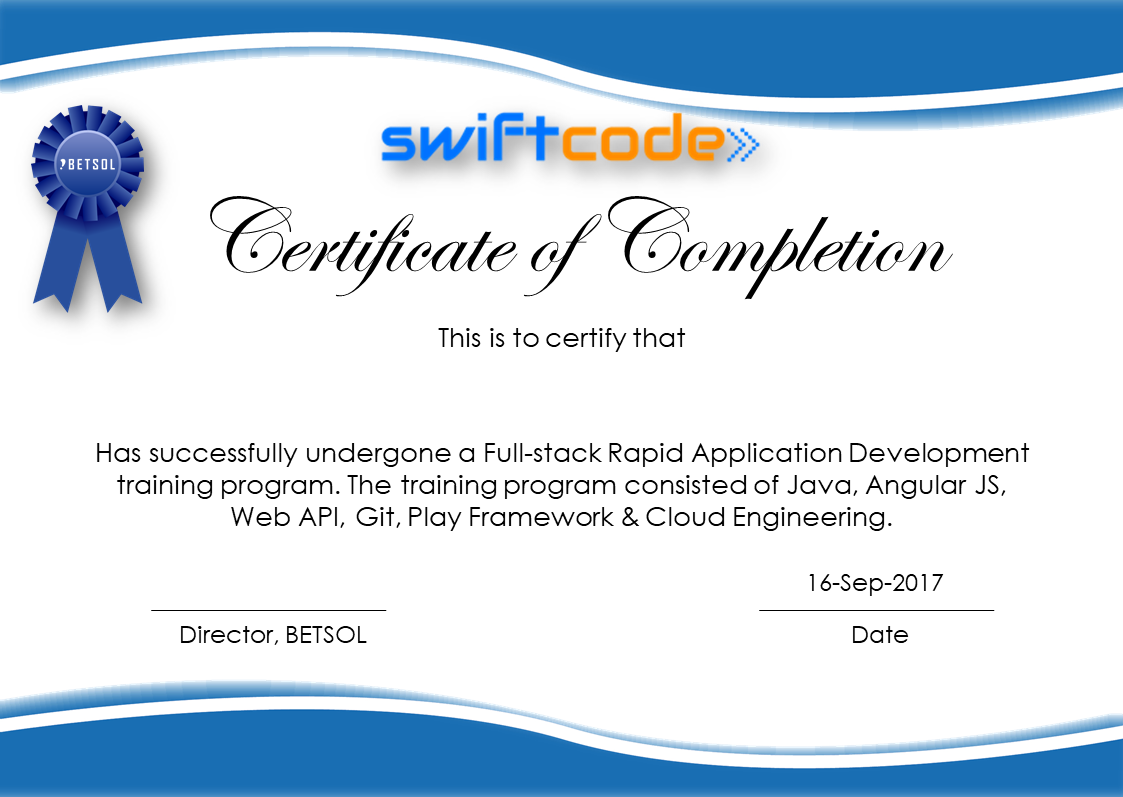 swiftcode
BETSOL
Certificate of Completion
This is to certify that
Has successfully undergone a Full-stack Rapid Application Development
training program. The training program consisted of Java, Angular JS,
Web API, Git, Play Framework & Cloud Engineering.
16-Sep-2017
Director, BETSOL
Date